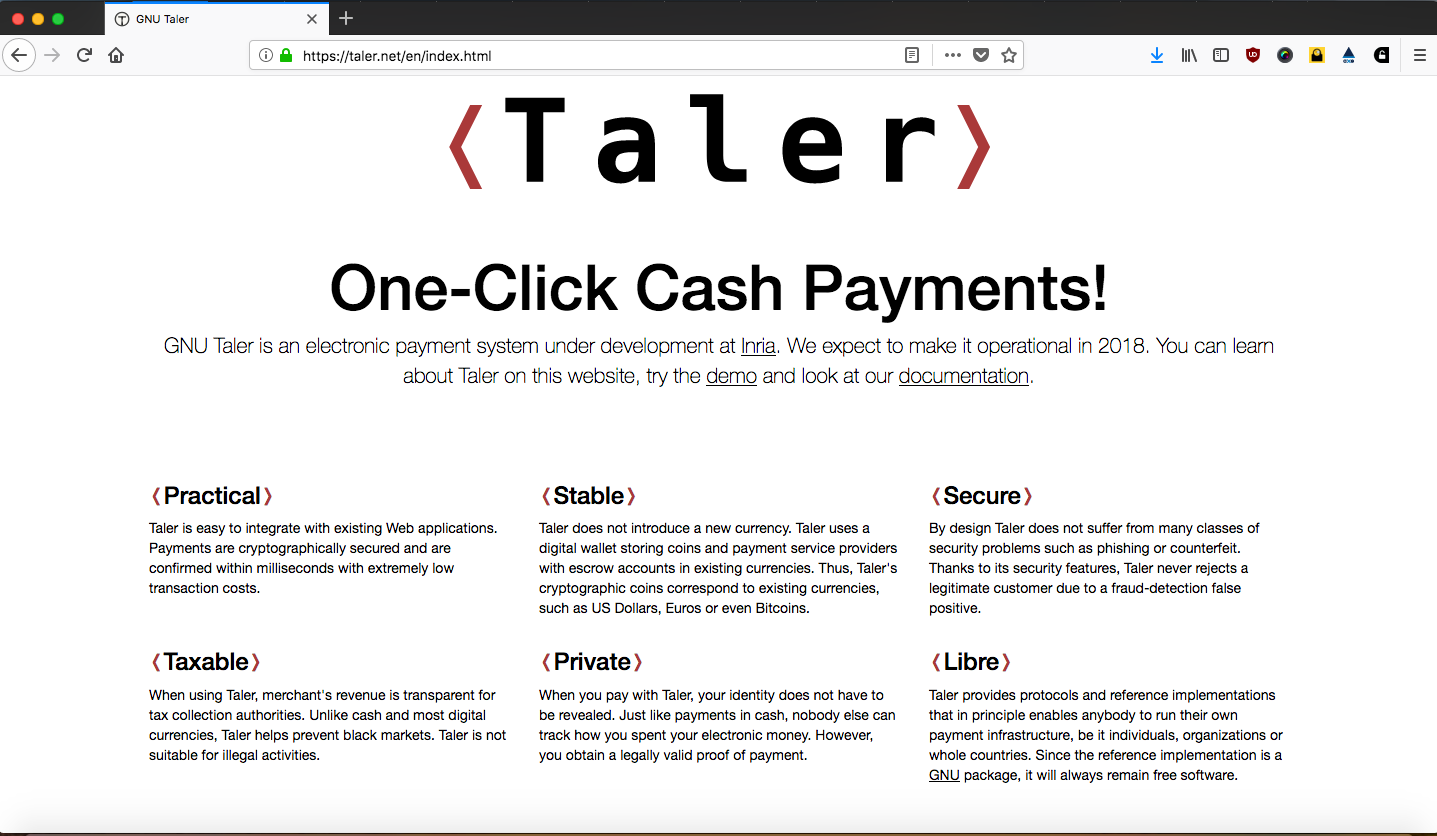 GNU Taler
https://taler.net/en/index.html
⟨Taler⟩
One-Click Cash Payments!
GNU Taler is an electronic payment system under development at Inria. We expect to make it operational in 2018. You can learn
about Taler on this website, try the demo and look at our documentation.
⟨Practical⟩
Taler is easy to integrate with existing Web applications.
Payments are cryptographically secured and are
confirmed within milliseconds with extremely low
transaction costs.
⟨Stable⟩
Taler does not introduce a new currency. Taler uses a
digital wallet storing coins and payment service providers
with escrow accounts in existing currencies. Thus, Taler's
cryptographic coins correspond to existing currencies,
such as US Dollars, Euros or even Bitcoins.
⟨Secure⟩
By design Taler does not suffer from many classes of
security problems such as phishing or counterfeit.
Thanks to its security features, Taler never rejects a
legitimate customer due to a fraud-detection false
positive.
⟨Taxable⟩
When using Taler, merchant's revenue is transparent for
tax collection authorities. Unlike cash and most digital
currencies, Taler helps prevent black markets. Taler is not
suitable for illegal activities.
⟨Private⟩
When you pay with Taler, your identity does not have to
be revealed. Just like payments in cash, nobody else can
track how you spent your electronic money. However,
you obtain a legally valid proof of payment.
⟨Libre⟩
Taler provides protocols and reference implementations
that in principle enables anybody to run their own
payment infrastructure, be it individuals, organizations or
whole countries. Since the reference implementation is a
GNU package, it will always remain free software.